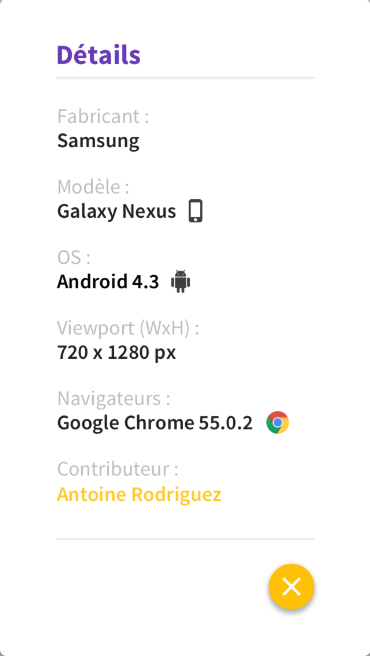 Détails
Fabricant :
Samsung
Modèle :
Galaxy Nexus
OS :
Android 4.3
Viewport (WxH) :
720 x 1280 px
Navigateurs :
Google Chrome 55.0.2
Contributeur :
Antoine Rodriguez